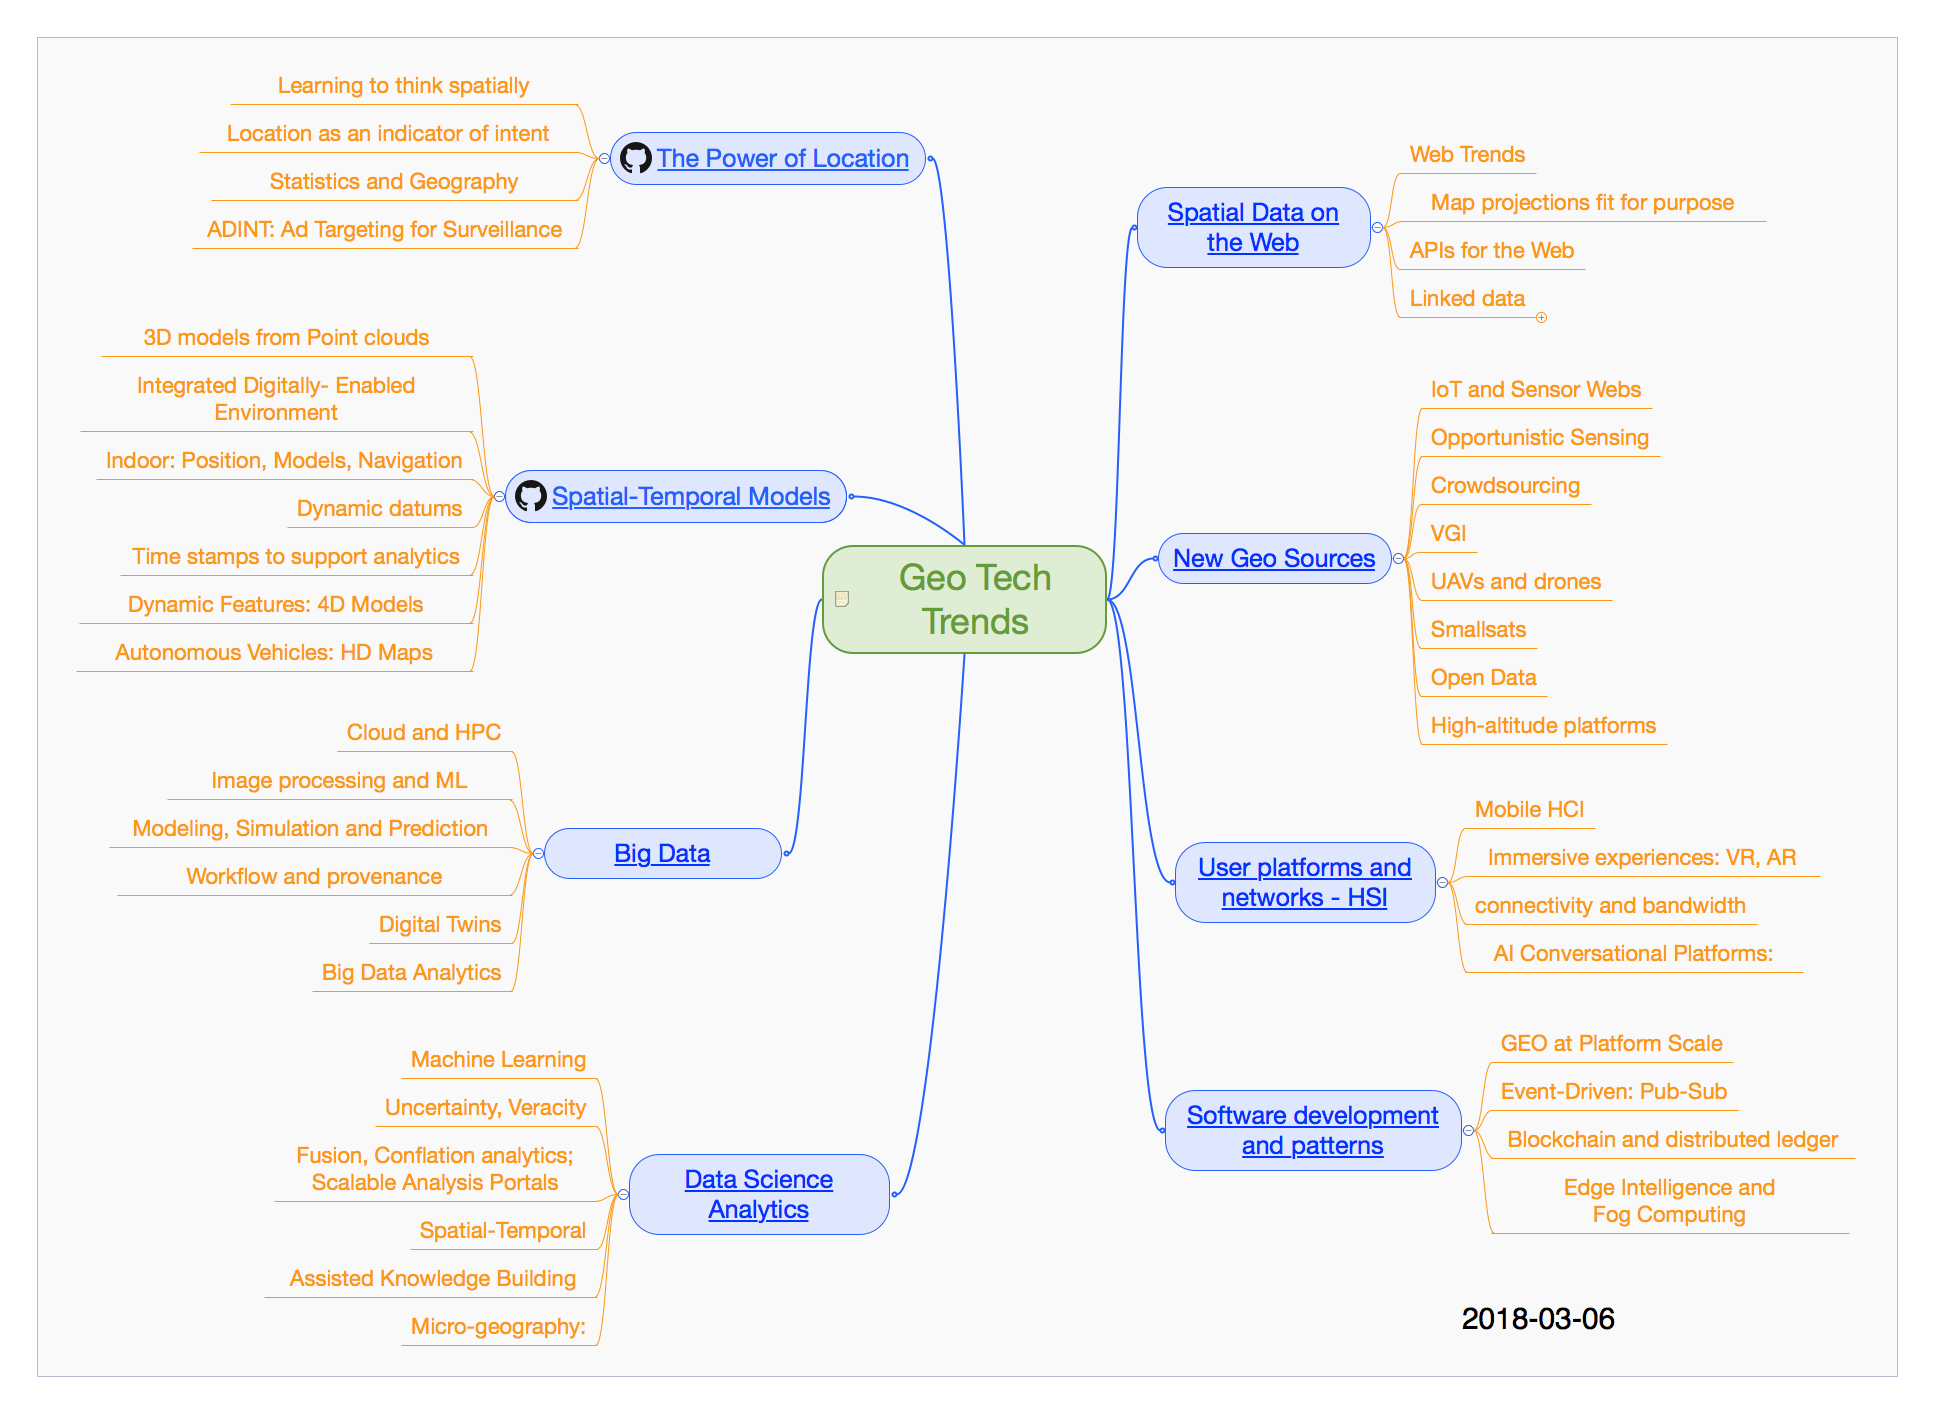 Geo Tech
Trends
The Power of Location
Learning to think spatially
Location as an indicator of intent
Statistics and Geography
ADINT: Ad Targeting for Surveillance
Spatial-Temporal Models
3D models from Point clouds
Integrated Digitally- Enabled
Environment
Indoor: Position, Models, Navigation
Dynamic datums
Time stamps to support analytics
Dynamic Features: 4D Models
Autonomous Vehicles: HD Maps
Big Data
Cloud and HPC
Image processing and ML
Modeling, Simulation and Prediction
Workflow and provenance
Digital Twins
Big Data Analytics
Data Science
Analytics
Machine Learning
Uncertainty, Veracity
Fusion, Conflation analytics;
Scalable Analysis Portals
Spatial-Temporal
Assisted Knowledge Building
Micro-geography:
Spatial Data on
the Web
Web Trends
Map projections fit for purpose
APIs for the Web
Linked data
New Geo Sources
IoT and Sensor Webs
Opportunistic Sensing
Crowdsourcing
VGI
UAVs and drones
Smallsats
Open Data
High-altitude platforms
User platforms and
networks - HSI
Mobile HCI
Immersive experiences: VR, AR
connectivity and bandwidth
AI Conversational Platforms:
Software development
and patterns
GEO at Platform Scale
Event-Driven: Pub-Sub
Blockchain and distributed ledger
Edge Intelligence and
Fog Computing
2018-03-06